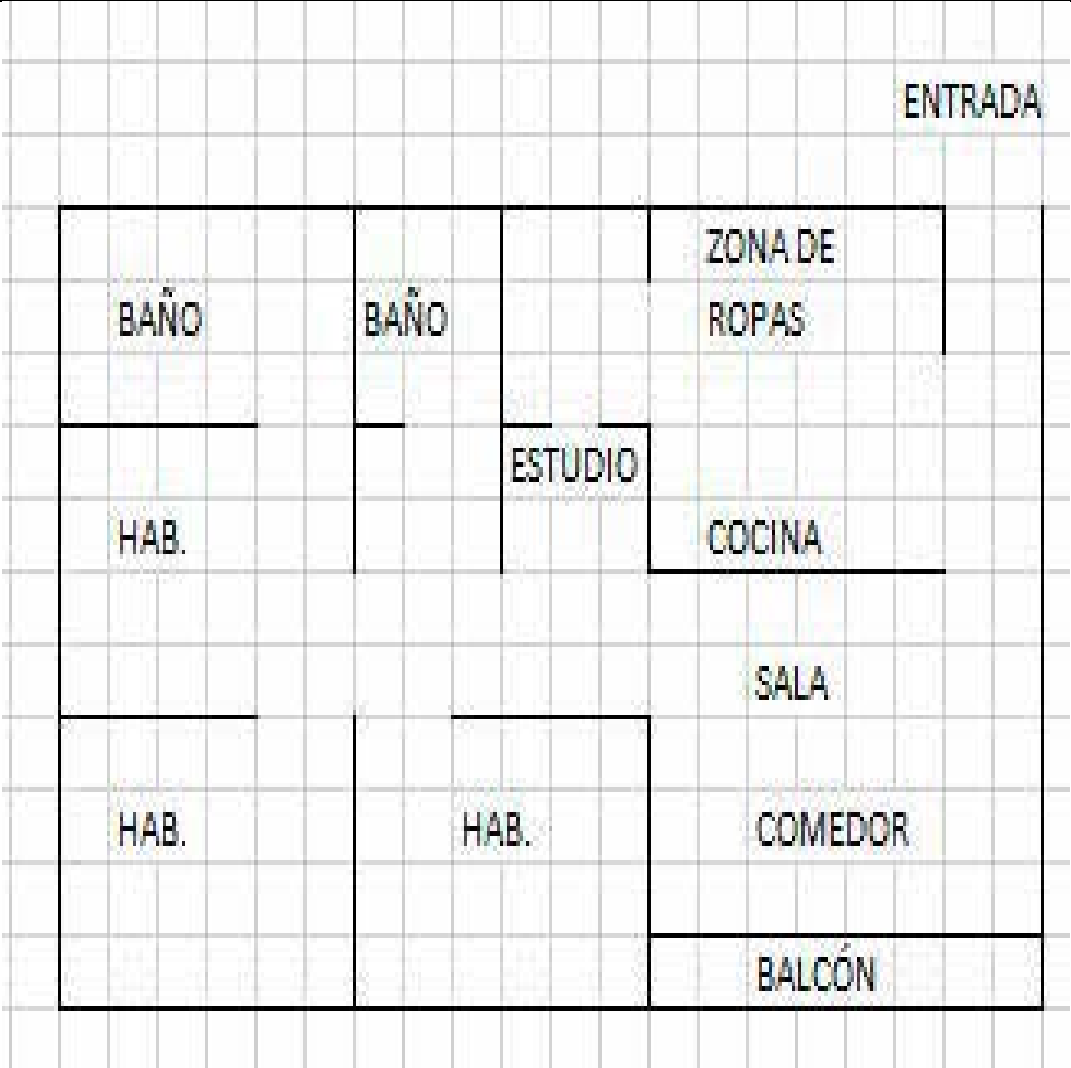 ENTRADA
ZONA DE
BAÑO BAÑO ROPAS
ESTUDIO
HAB. COCINA
SALA
HAB. HAB. COMEDOR
BALCÓN